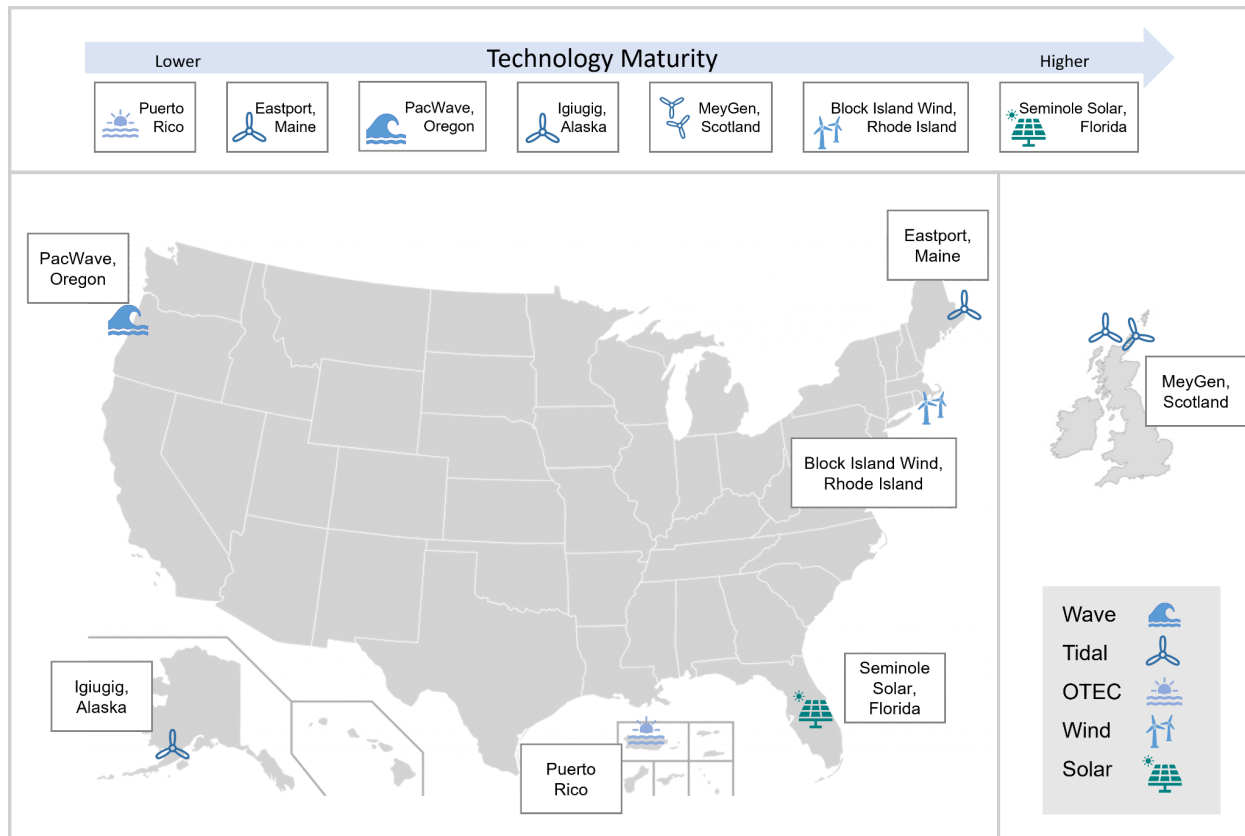 Technology Maturity
Lower
Higher
Puerto
Rico
Eastport,
Maine
PacWave,
Oregon
Igiugig,
Alaska
MeyGen,
Scotland
Block Island Wind,
Rhode Island
Seminole Solar,
Florida
PacWave,
Oregon
Eastport,
Maine
MeyGen,
Scotland
Block Island Wind,
Rhode Island
Igiugig,
Alaska
Seminole
Solar,
Florida
Puerto
Rico
Wave
Tidal
OTEC
Wind
Solar